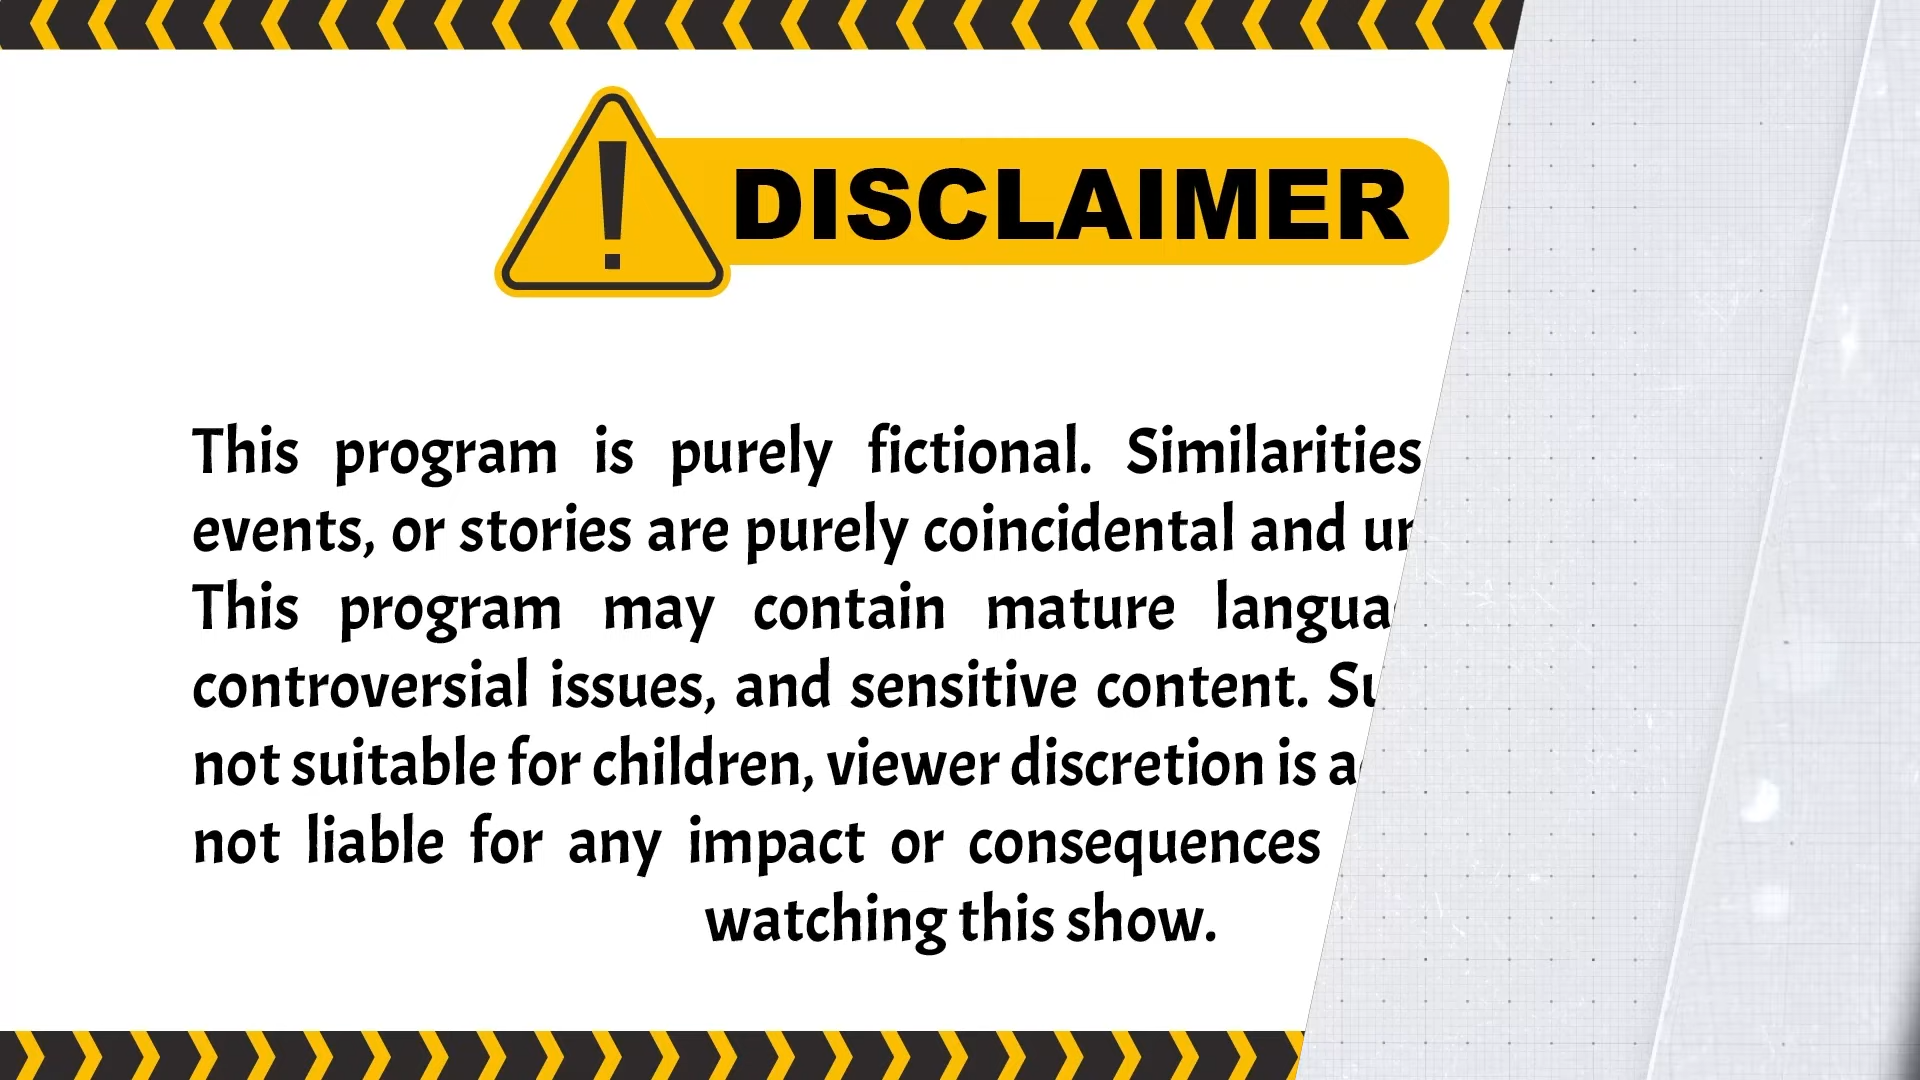 DISCLAIMER
This program is purely fictional. Similarities
events, or stories are purely coincidental and
This program may contain mature
controversial issues, and sensitive content.
not suitable for children, viewer discretion is
not liable for any impact or consequences
watching this show.